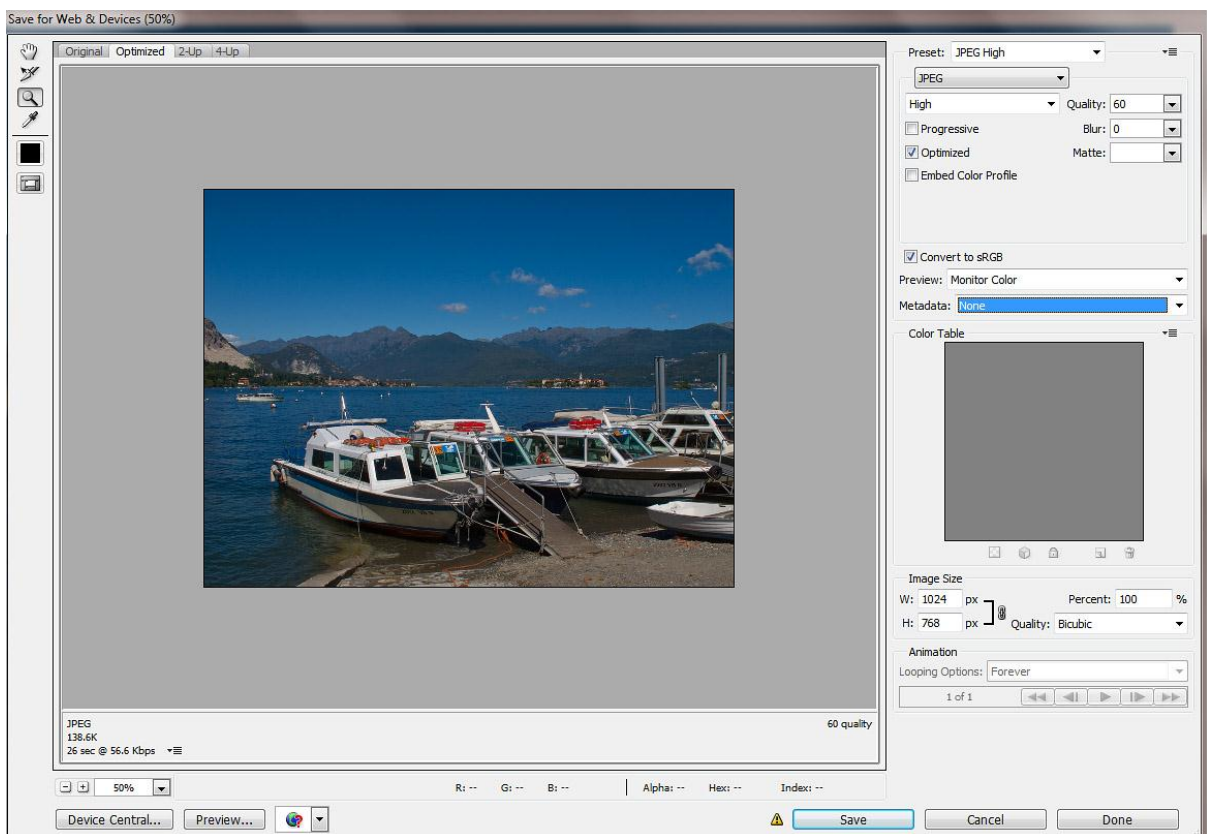 Save for Web & Devices (50%)
Original Optimized 2-Up 4-Up
Preset: JPEG High
JPEG
High Quality: 60
Progressive Blur: 0
Optimized Matte:
Embed Color Profile
Convert to sRGB
Preview: Monitor Color
Metadata: None
Color Table
Image Size
W: 1024 px Percent: 100 %
H: 768 px Quality: Bicubic
Animation
Looping Options: Forever
1 of 1
JPEG 60 quality
138.6K
26 sec @ 56.6 Kbps
50% R: -- G: -- B: -- Alpha: -- Hex: -- Index: --
Device Central... Preview... Save Cancel Done